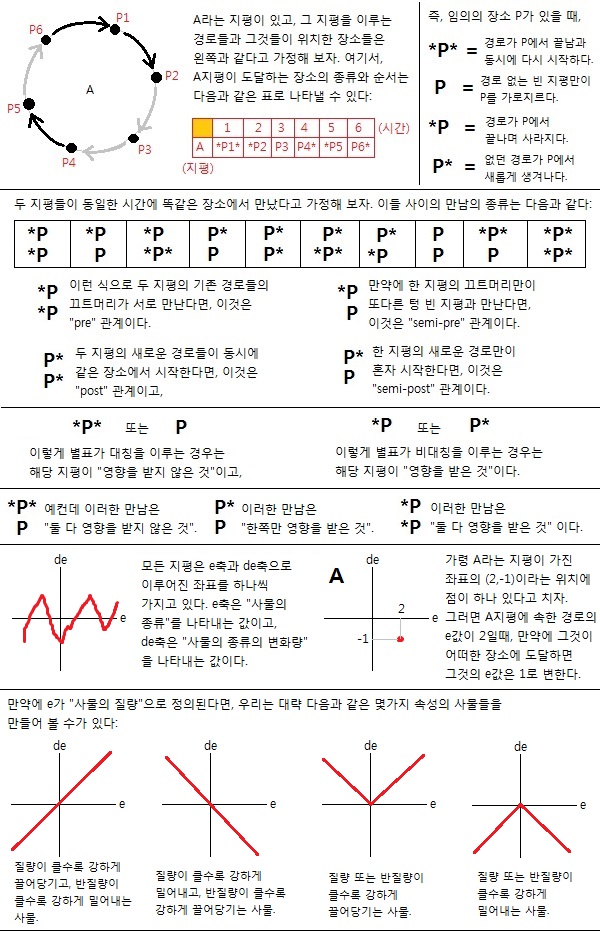 P1
P2
P3
P4
P5
P6
A
A라는 지평이 있고, 그 지평을 이루는
경로들과 그것들이 위치한 장소들은
왼쪽과 같다고 가정해 보자. 여기서,
A지평이 도달하는 장소의 종류와 순서는
다음과 같은 표로 나타낼 수 있다:
1 2 3 4 5 6 (시간)
A *P1* *P2 P3 P4* *P5 P6*
(지평)
즉, 임의의 장소 P가 있을 때,
*P* = 경로가 P에서 끝남과
동시에 다시 시작하다.
P = 경로 없는 빈 지평만이
P를 가로지르다.
*P = 경로가 P에서
끝나며 사라지다.
P* = 없던 경로가 P에서
새롭게 생겨나다.
두 지평들이 동일한 시간에 똑같은 장소에서 만났다고 가정해 보자. 이들 사이의 만남의 종류는 다음과 같다:
*P *P *P P* P* P* P* P *P* *P*
*P P *P* P P* *P* *P P P *P*
*P
*P
이런 식으로 두 지평의 기존 경로들의
끄트머리가 서로 만난다면, 이것은
"pre" 관계이다.
*P
P
만약에 한 지평의 끄트머리만이
또다른 텅 빈 지평과 만난다면,
이것은 "semi-pre" 관계이다.
P*
P*
두 지평의 새로운 경로들이 동시에
같은 장소에서 시작한다면, 이것은
"post" 관계이고,
P*
P
한 지평의 새로운 경로만이
혼자 시작한다면, 이것은
"semi-post" 관계이다.
*P* 또는 P
이렇게 별표가 대칭을 이루는 경우는
해당 지평이 "영향을 받지 않은 것"이고,
*P 또는 P*
이렇게 별표가 비대칭을 이루는 경우는
해당 지평이 "영향을 받은 것"이다.
*P*
P
예컨데 이러한 만남은
"둘 다 영향을 받지 않은 것".
P*
P
이러한 만남은
"한쪽만 영향을 받은 것".
*P
*P
이러한 만남은
"둘 다 영향을 받은 것" 이다.
de
e
모든 지평은 e축과 de축으로
이루어진 좌표를 하나씩
가지고 있다. e축은 "사물의
종류"를 나타내는 값이고,
de축은 "사물의 종류의 변화량"
을 나타내는 값이다.
A
de
2
e
-1
가령 A라는 지평이 가진
좌표의 (2,-1)이라는 위치에
점이 하나 있다고 치자.
그러면 A지평에 속한 경로의
e값이 2일때, 만약에 그것이
어떠한 장소에 도달하면
그것의 e값은 1로 변한다.
만약에 e가 "사물의 질량"으로 정의된다면, 우리는 대략 다음과 같은 몇가지 속성의 사물들을
만들어 볼 수가 있다:
de
e
질량이 클수록 강하게
끌어당기고, 반질량이
클수록 강하게 밀어내는
사물.
de
e
질량이 클수록 강하게
밀어내고, 반질량이 클수록
강하게 끌어당기는 사물.
de
e
질량 또는 반질량이
클수록 강하게
끌어당기는 사물.
de
e
질량 또는 반질량이
클수록 강하게
밀어내는 사물.